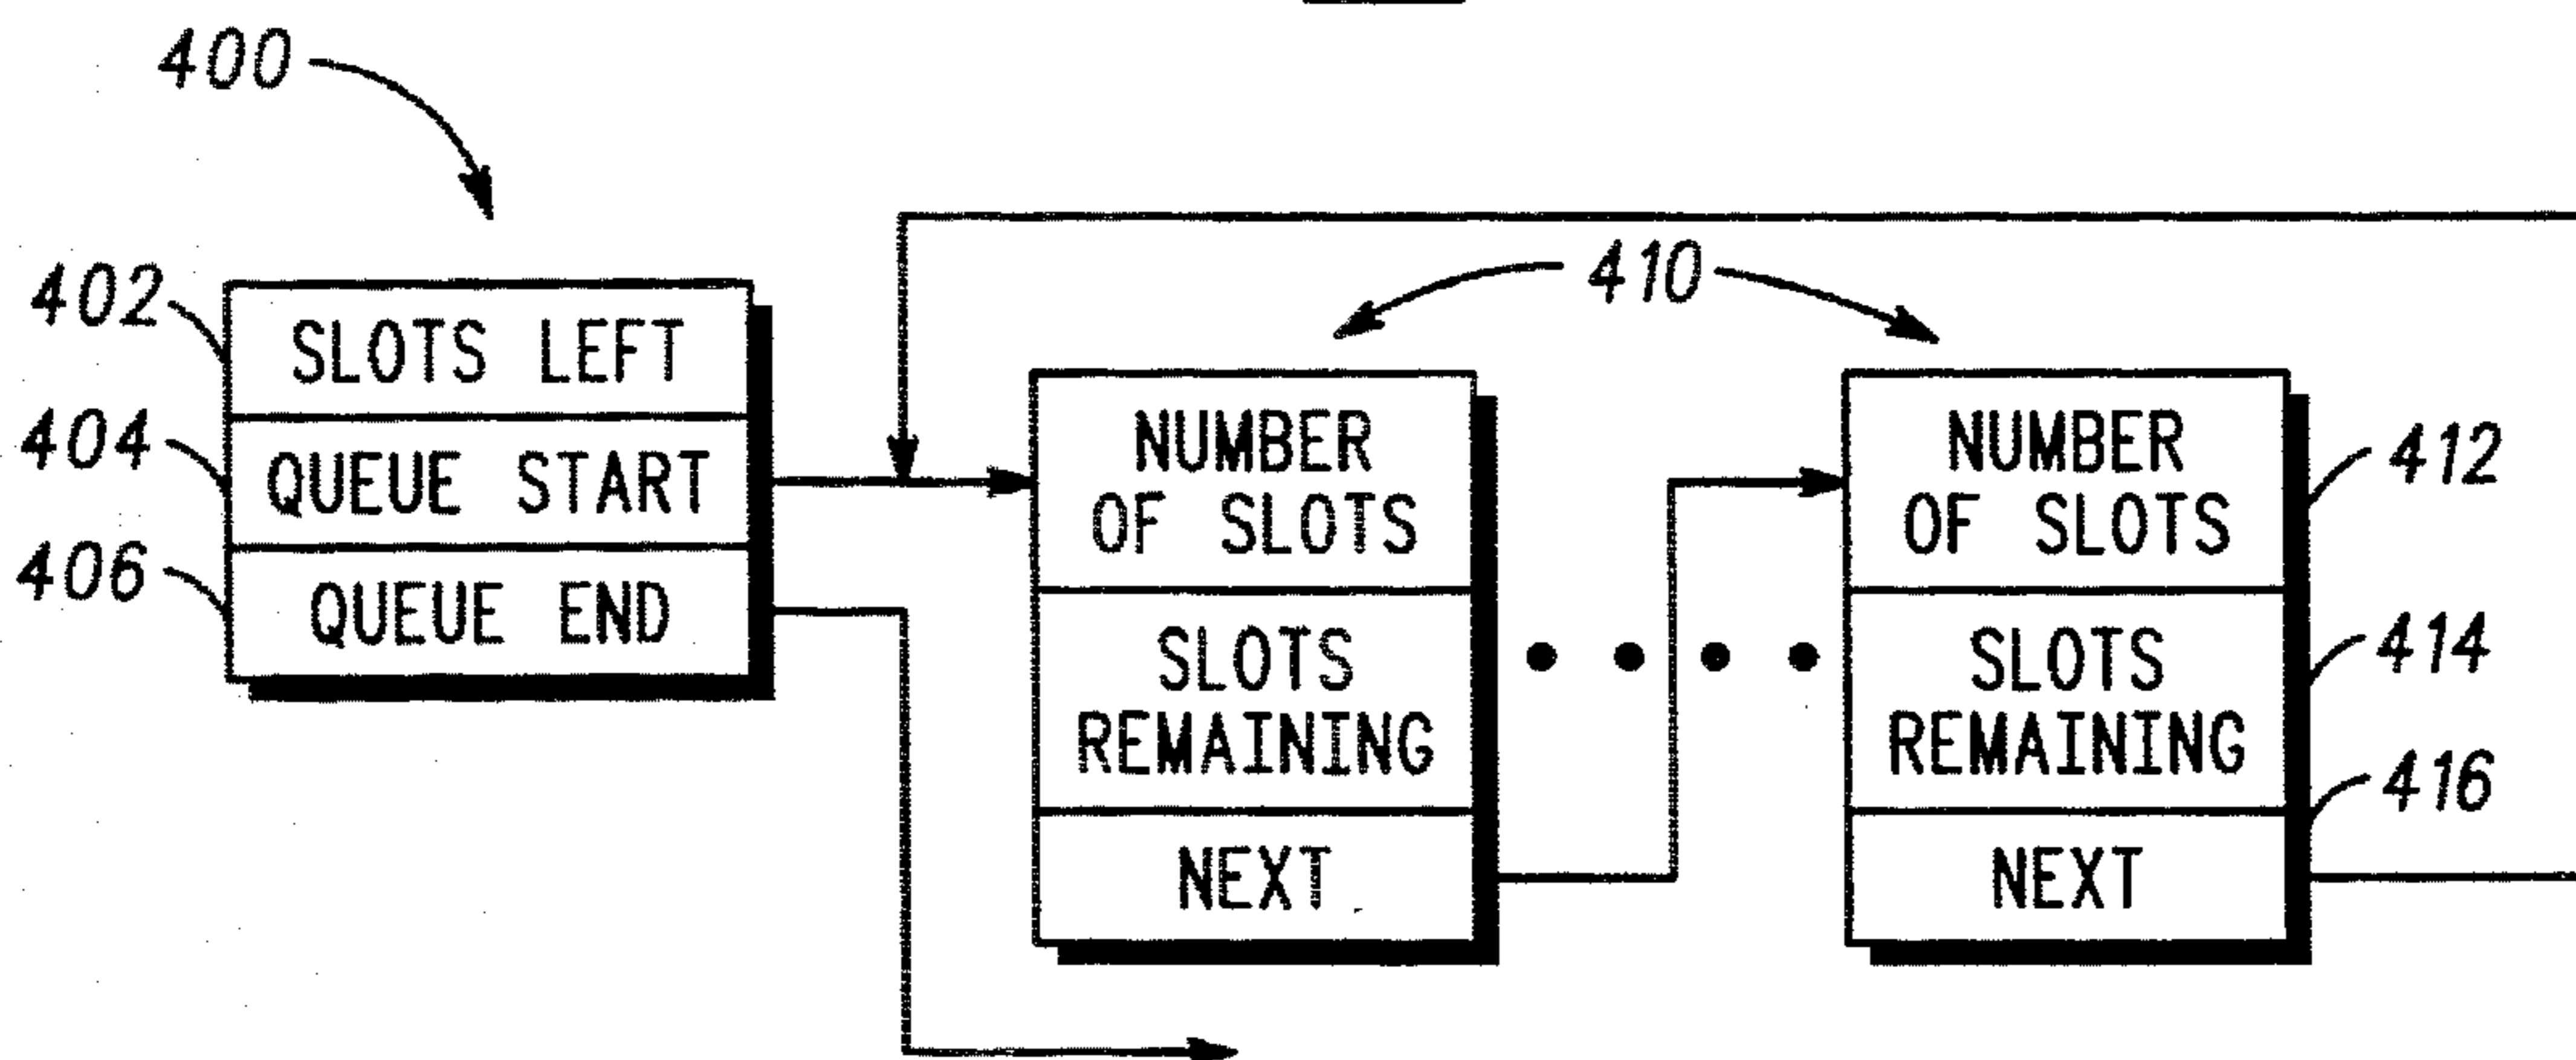 400
410
402
SLOTS LEFT
404
QUEUE START
406
QUEUE END
NUMBER
OF SLOTS
SLOTS
REMAINING
NEXT
NUMBER
OF SLOTS
SLOTS
REMAINING
NEXT
412
414
416